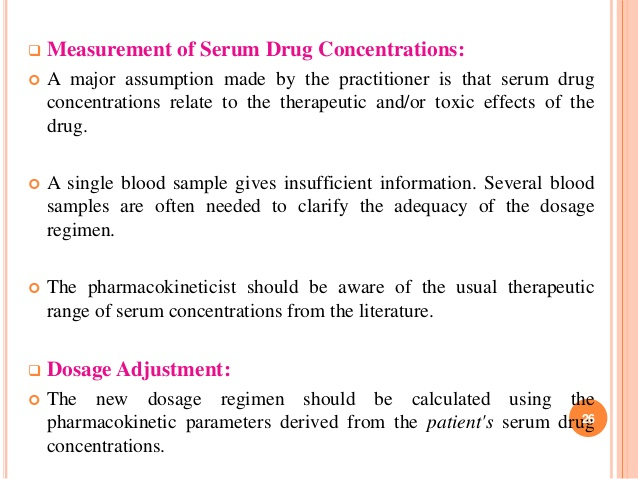 Measurement of Serum Drug Concentrations:
A major assumption made by the practitioner is that serum drug
concentrations relate to the therapeutic and/or toxic effects of the
drug.
A single blood sample gives insufficient information. Several blood
samples are often needed to clarify the adequacy of the dosage
regimen.
The pharmacokineticist should be aware of the usual therapeutic
range of serum concentrations from the literature.
Dosage Adjustment:
The new dosage regimen should be calculated using the
pharmacokinetic parameters derived from the patient's serum drug
concentrations.
26